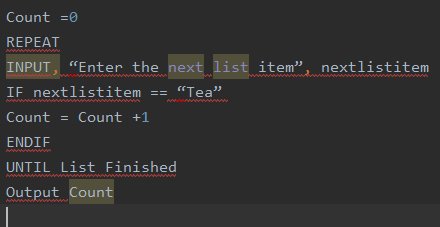 Count =0
REPEAT
INPUT, “Enter the next list item”, nextlistitem
IF nextlistitem == “Tea”
Count = Count +1
ENDIF
UNTIL List Finished
Output Count